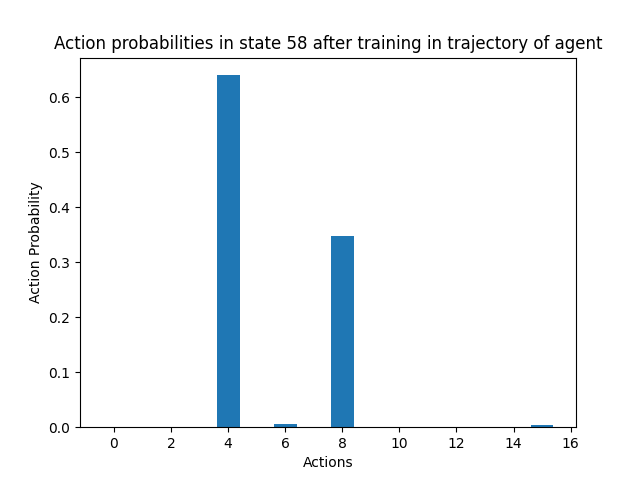 Action probabilities in state 58 after training in trajectory of agent
0.6
0.5
0.4
0.3
0.2
0.1
0.0
Action Probability
0 2 4 6 8 10 12 14 16
Actions